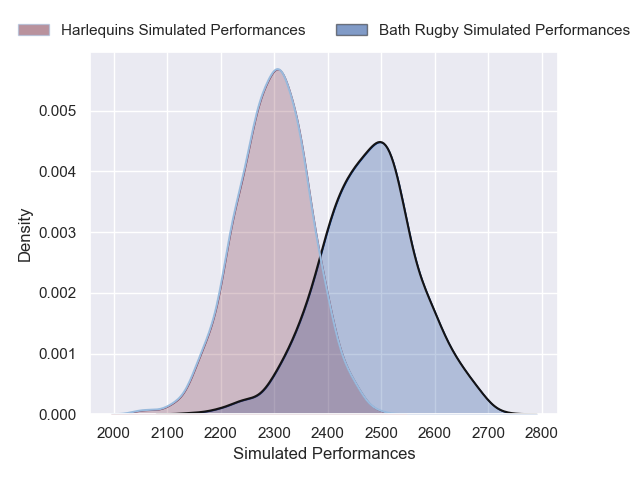 Harlequins Simulated Performances
Bath Rugby Simulated Performances
0.005
0.004
0.003
0.002
0.001
0.000
Density
2000 2100 2200 2300 2400 2500 2600 2700 2800
Simulated Performances